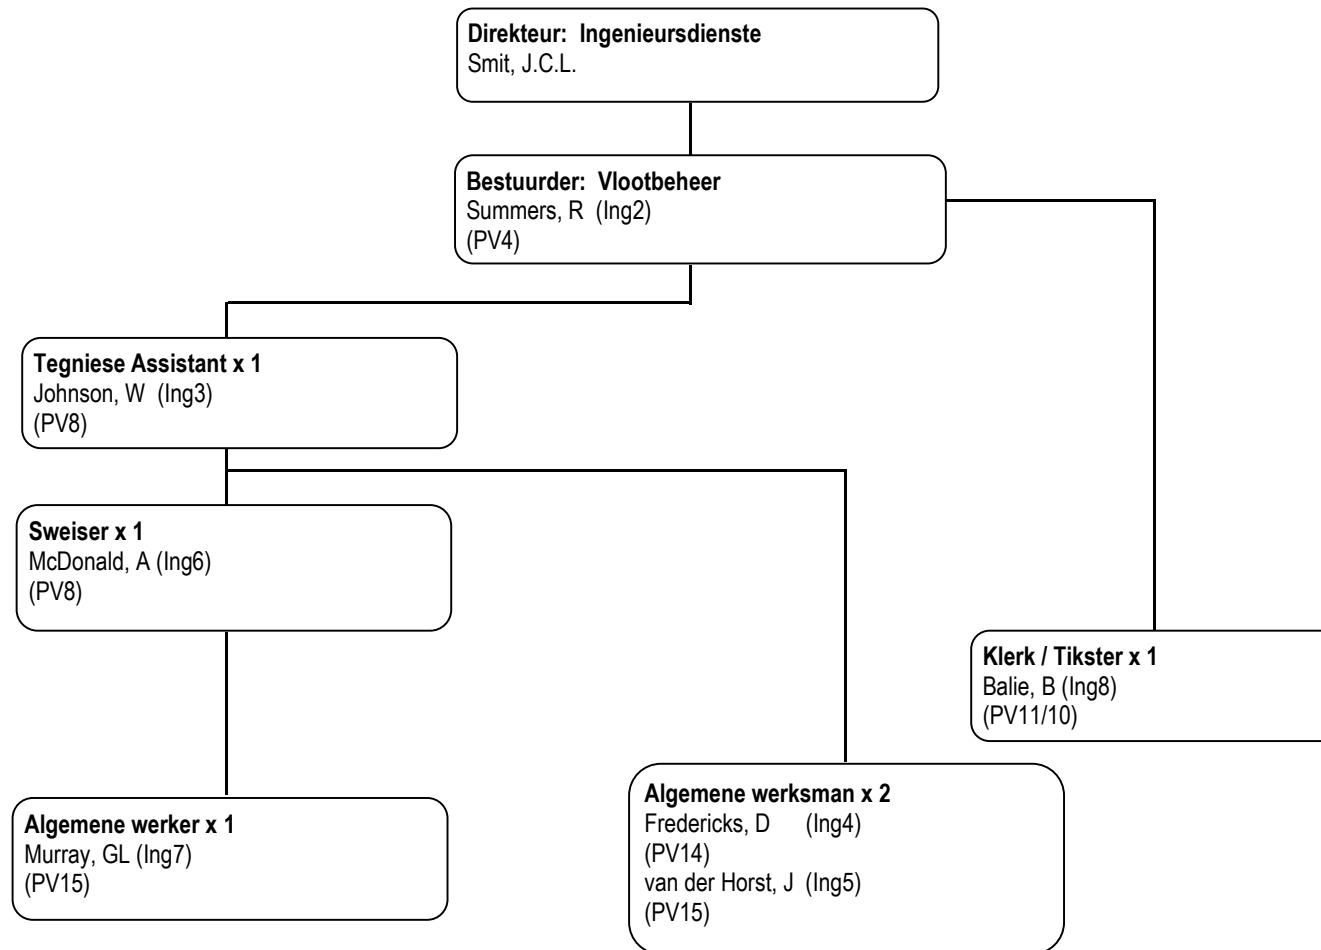 Direkteur:  Ingenieursdienste
Smit, J.C.L.
Bestuurder:  Vlootbeheer
Summers, R  (Ing2)
(PV4)
Tegniese Assistant x 1
Johnson, W  (Ing3)
(PV8)
Sweiser x 1
McDonald, A (Ing6)
(PV8)
Klerk / Tikster x 1
Balie, B (Ing8)
(PV11/10)
Algemene werksman x 2
Fredericks, D     (Ing4)
(PV14)
van der Horst, J  (Ing5)
(PV15)
Algemene werker x 1
Murray, GL (Ing7)
(PV15)